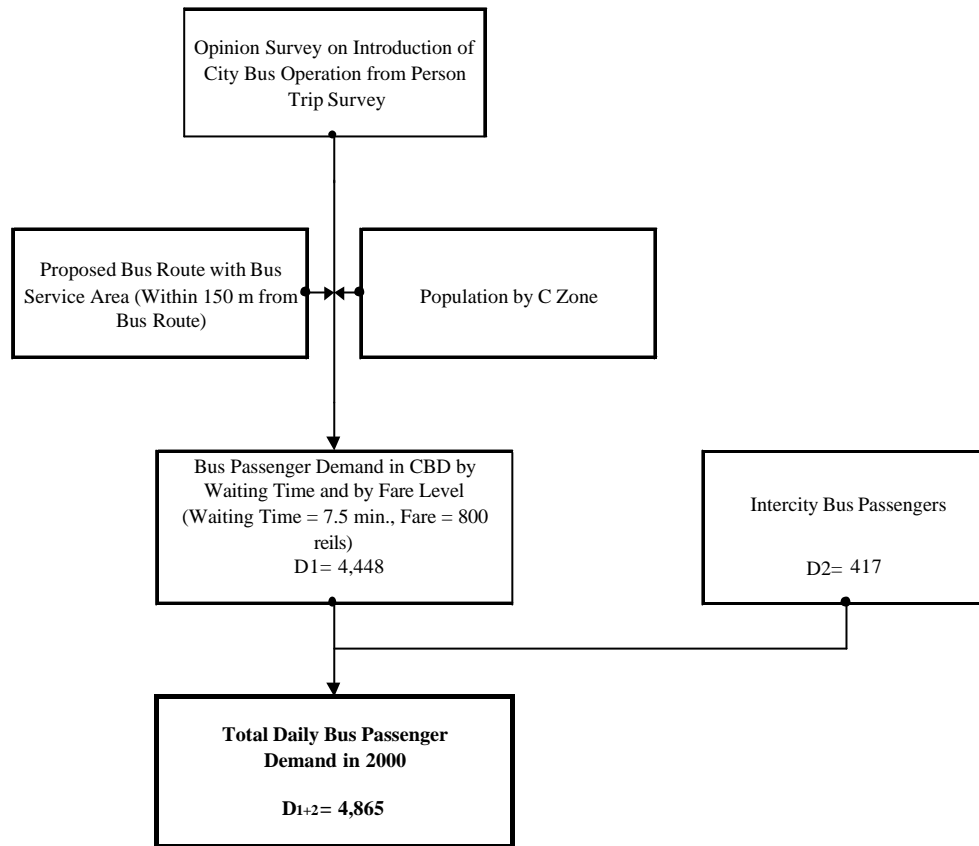 Opinion Survey on Introduction of
City Bus Operation from Person
Trip Survey
Proposed Bus Route with Bus
Service Area (Within 150 m from
Bus Route)
Population by C Zone
Bus Passenger Demand in CBD by
Waiting Time and by Fare Level
(Waiting Time = 7.5 min., Fare = 800
reils)
D1= 4,448
Intercity Bus Passengers
D2= 417
Total Daily Bus Passenger
Demand in 2000
D1+2= 4,865